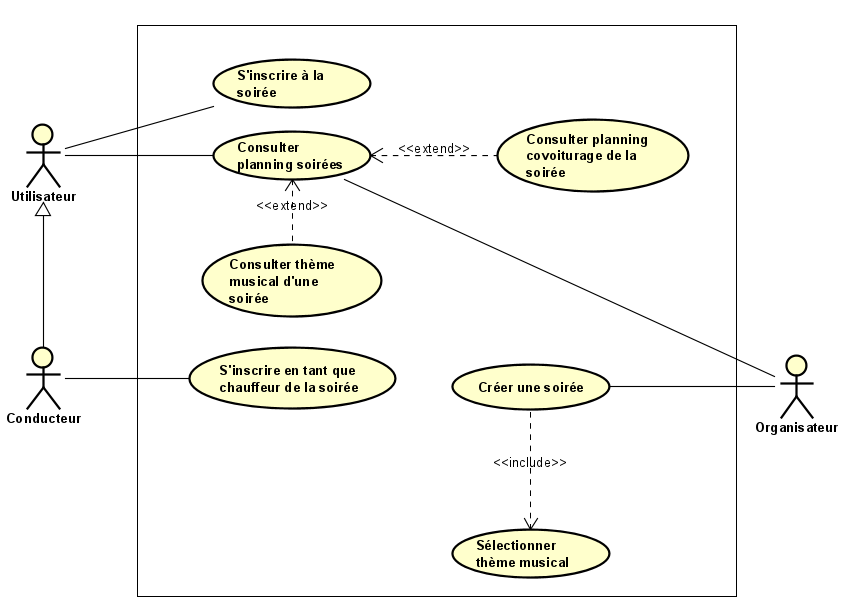 S'inscrire à la
soirée
Consulter
planning soirées
<<extend>>
Consulter planning
covoiturage de la
soirée
Utilisateur
<<extend>>
Consulter thème
musical d'une
soirée
S'inscrire en tant que
chauffeur de la soirée
Créer une soirée
Conducteur
Organisateur
<<include>>
Sélectionner
thème musical